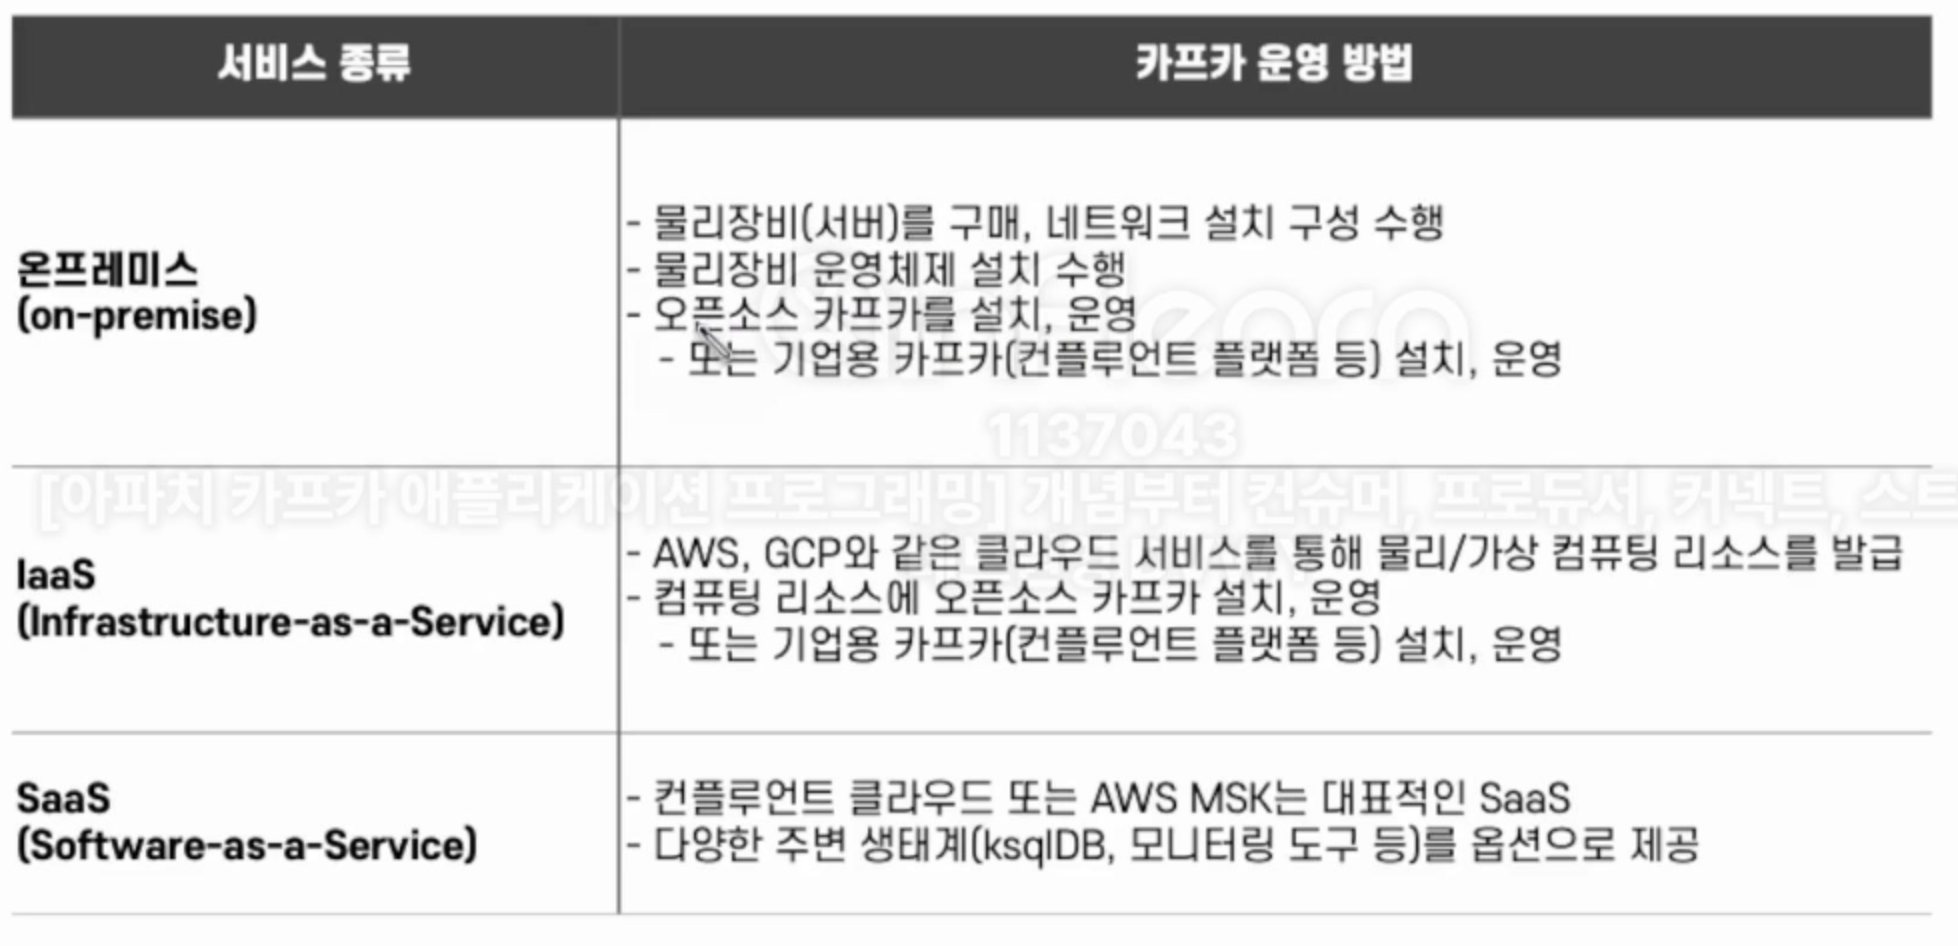 서비스 종류
카프카 운영 방법
온프레미스
(on-premise)
- 물리장비(서버)를 구매, 네트워크 설치 구성 수행
- 물리장비 운영체제 설치 수행
- 오픈소스 카프카를 설치, 운영
- 또는 기업용 카프카(컨플루언트 플랫폼 등) 설치, 운영
1137043
[아파치 카프카 애플리케이션 프로그래밍] 개념부터 컨슈머, 프로듀서, 커넥트, 스트
IaaS
(Infrastructure-as-a-Service)
- AWS, GCP와 같은 클라우드 서비스를 통해 물리/가상 컴퓨팅 리소스를 발급
- 컴퓨팅 리소스에 오픈소스 카프카 설치, 운영
- 또는 기업용 카프카(컨플루언트 플랫폼 등) 설치, 운영
SaaS
(Software-as-a-Service)
- 컨플루언트 클라우드 또는 AWS MSK는 대표적인 SaaS
- 다양한 주변 생태계(ksqlDB, 모니터링 도구 등)를 옵션으로 제공